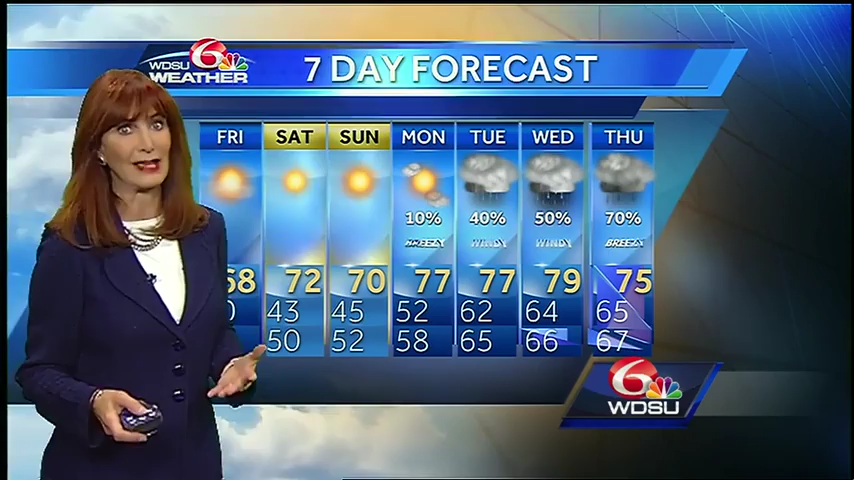 WDSU 6
WEATHER
7 DAY FORECAST
FRI SAT SUN MON TUE WED THU
10% 40% 50% 70%
BREEZY WINDY WINDY BREEZY
68 72 70 77 77 79 75
43 45 52 62 64 65
50 52 58 65 66 67
6
WDSU